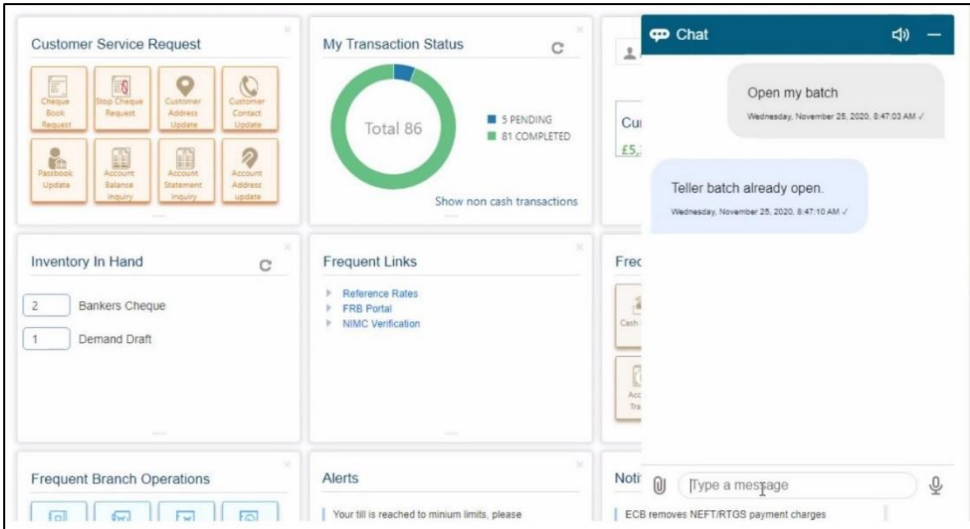 Customer Service Request
Cheque
Book
Request
Stop Cheque
Request
Customer
Address
Update
Customer
Contact
Update
Passbook
Update
Account
Balance
inquiry
Account
Statement
inquiry
Account
Address
update
My Transaction Status
Total 86
5 PENDING
81 COMPLETED
Show non cash transactions
Cur
£5,
Chat
Open my batch
Wednesday, November 25, 2020, 8:47:03 AM ✓
Teller batch already open.
Wednesday, November 25, 2020, 8:47:10 AM ✓
Type a message
Inventory In Hand
2 Bankers Cheque
1 Demand Draft
Frequent Links
Reference Rates
FRB Portal
NIMC Verification
Freq
Cash
Acc
Tra
Frequent Branch Operations
Alerts
Your till is reached to minium limits, please
Noti
ECB removes NEFT/RTGS payment charges